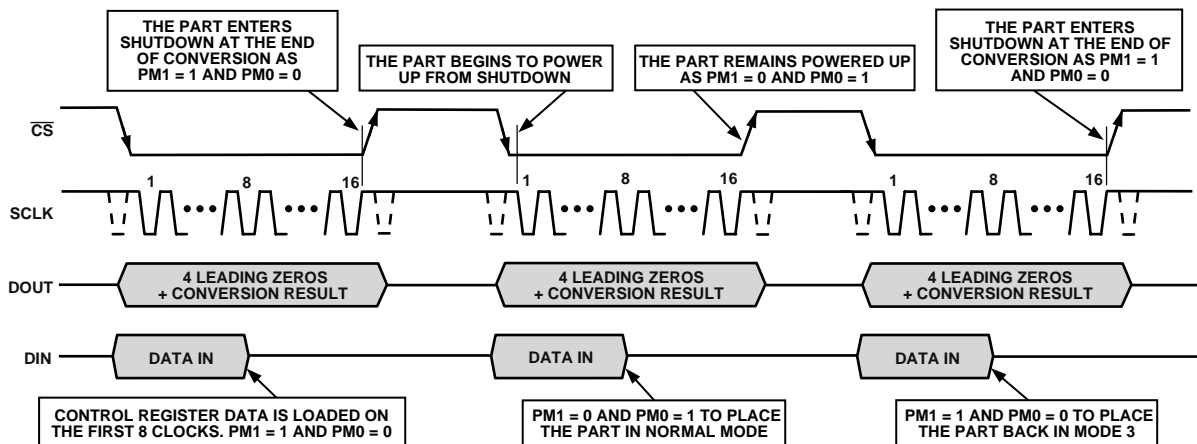 THE PART ENTERS
SHUTDOWN AT THE END
OF CONVERSION AS
PM1 = 1 AND PM0 = 0
THE PART BEGINS TO POWER
UP FROM SHUTDOWN
THE PART REMAINS POWERED UP
AS PM1 = 0 AND PM0 = 1
THE PART ENTERS
SHUTDOWN AT THE END OF
CONVERSION AS PM1 = 1
AND PM0 = 0
CS
1 8 16 1 8 16 1 8 16
SCLK
DOUT
4 LEADING ZEROS
+ CONVERSION RESULT
4 LEADING ZEROS
+ CONVERSION RESULT
4 LEADING ZEROS
+ CONVERSION RESULT
DIN
DATA IN
DATA IN
DATA IN
CONTROL REGISTER DATA IS LOADED ON
THE FIRST 8 CLOCKS. PM1 = 1 AND PM0 = 0
PM1 = 0 AND PM0 = 1 TO PLACE
THE PART IN NORMAL MODE
PM1 = 1 AND PM0 = 0 TO PLACE
THE PART BACK IN MODE 3